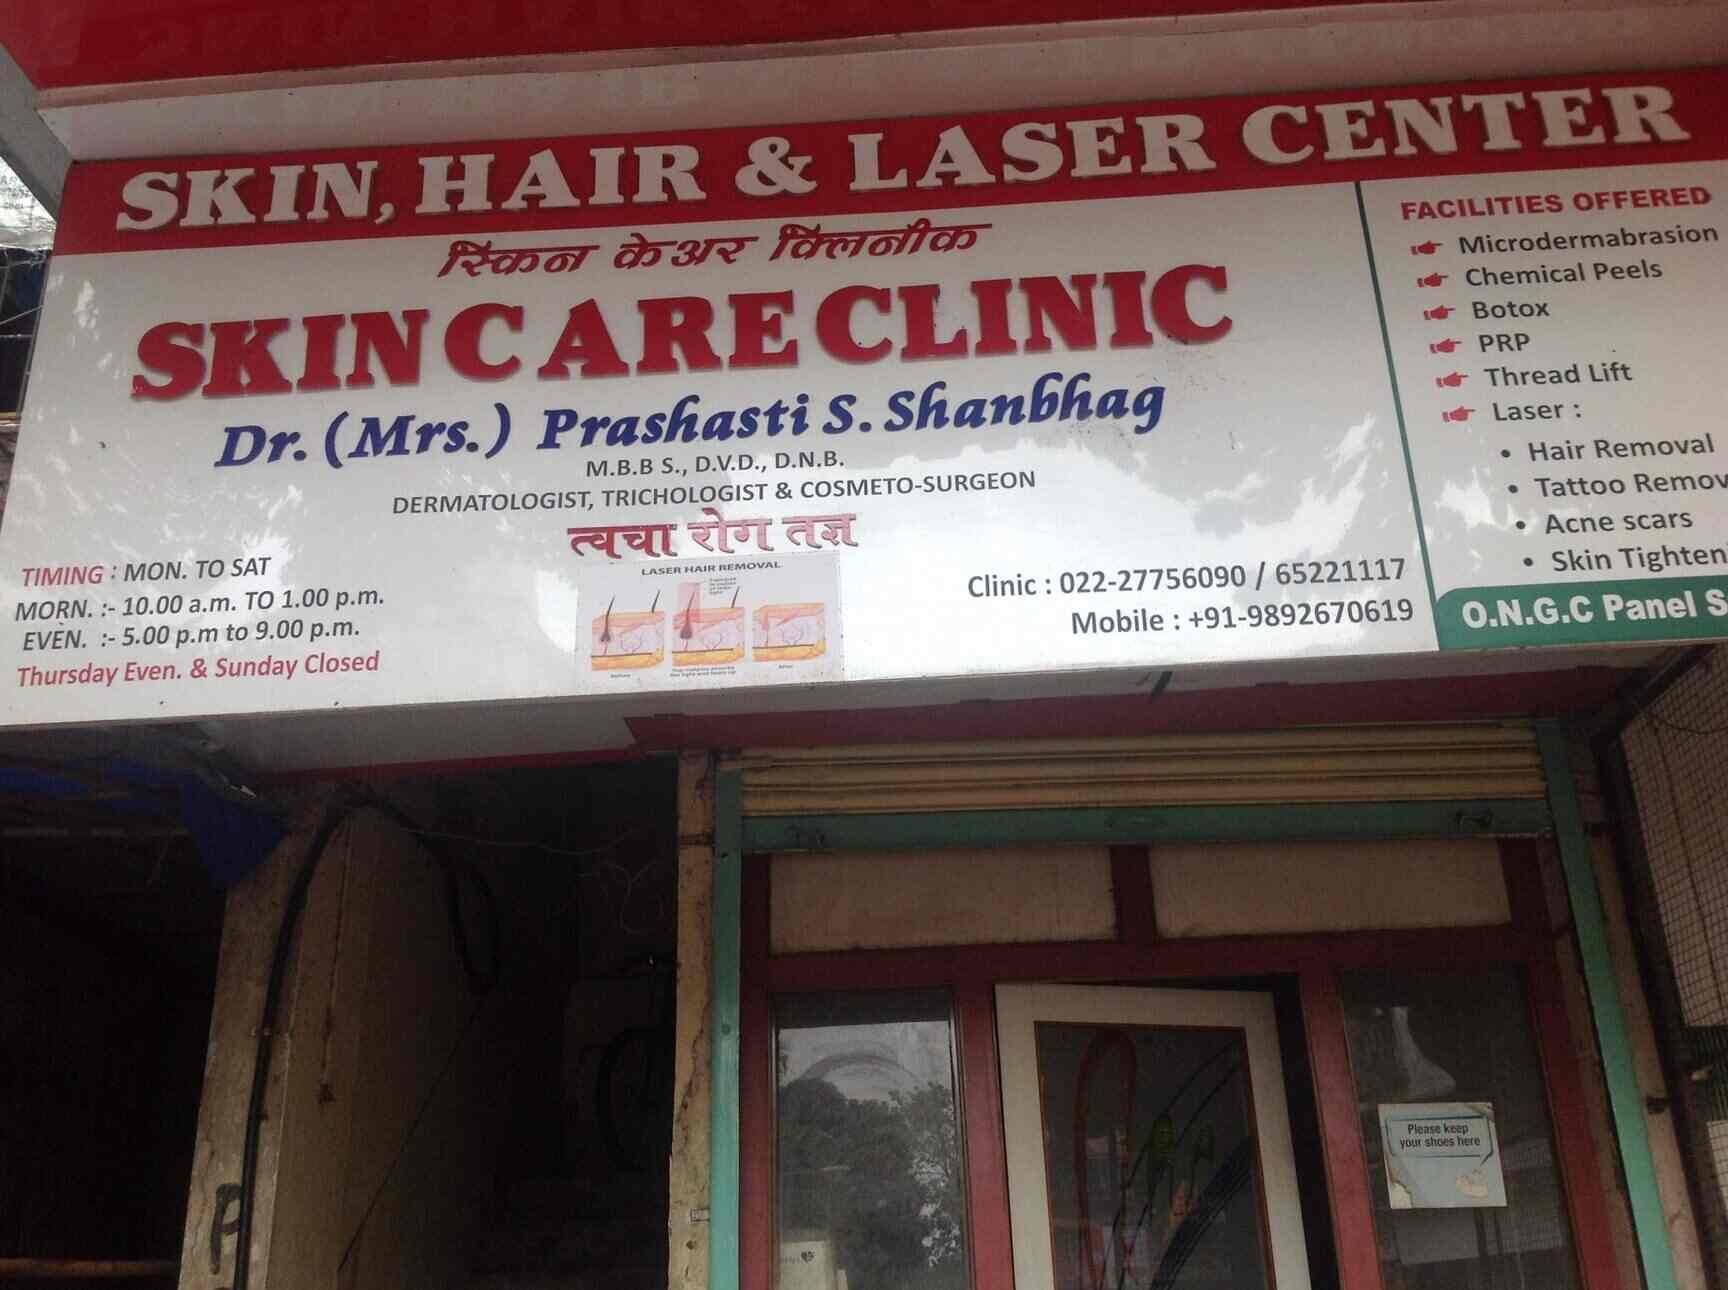 SKIN, HAIR & LASER CENTER
स्किन केअर क्लिनीक
SKIN CARE CLINIC
Dr. (Mrs.) Prashasti S. Shanbhag
M.B.B S., D.V.D., D.N.B.
DERMATOLOGIST, TRICHOLOGIST & COSMETO-SURGEON
त्वचा रोग तज्ञ
TIMING : MON. TO SAT
MORN. :- 10.00 a.m. TO 1.00 p.m.
EVEN. :- 5.00 p.m to 9.00 p.m.
Thursday Even. & Sunday Closed
LASER HAIR REMOVAL
Clinic : 022-27756090 / 65221117
Mobile : +91-9892670619
FACILITIES OFFERED
Microdermabrasion
Chemical Peels
Botox
PRP
Thread Lift
Laser :
• Hair Removal
• Tattoo Remov
• Acne scars
• Skin Tighten
O.N.G.C Panel S
Please keep
your shoes here